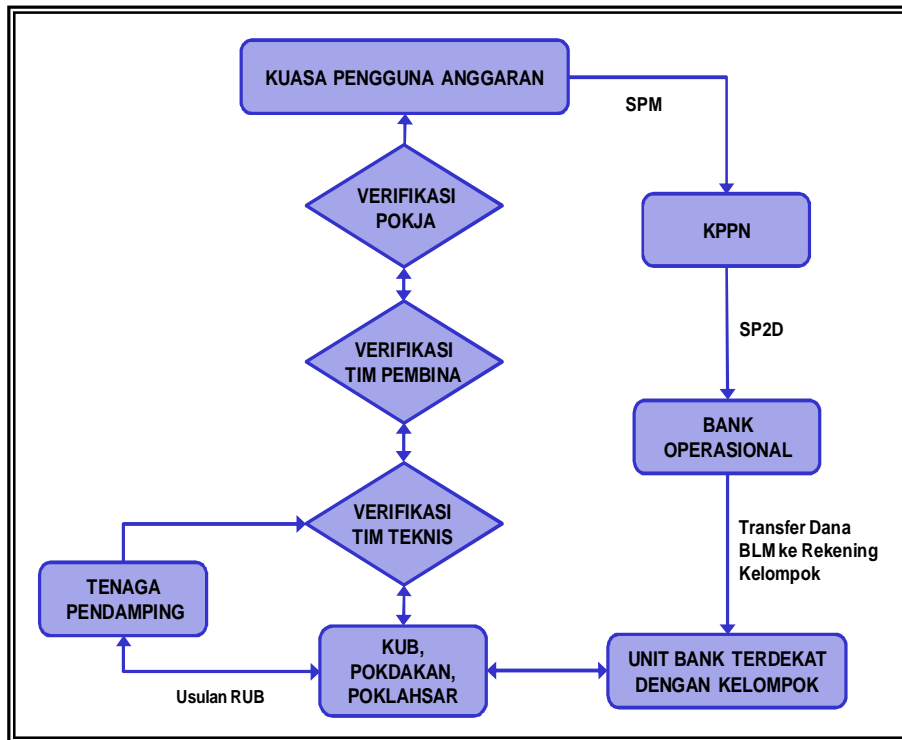 KUASA PENGGUNA ANGGARAN
SPM
VERIFIKASI
POKJA
KPPN
SP2D
VERIFIKASI
TIM PEMBINA
BANK
OPERASIONAL
VERIFIKASI
TIM TEKNIS
Transfer Dana
BLM ke Rekening
Kelompok
TENAGA
PENDAMPING
KUB,
POKDAKAN,
POKLAHSAR
UNIT BANK TERDEKAT
DENGAN KELOMPOK
Usulan RUB